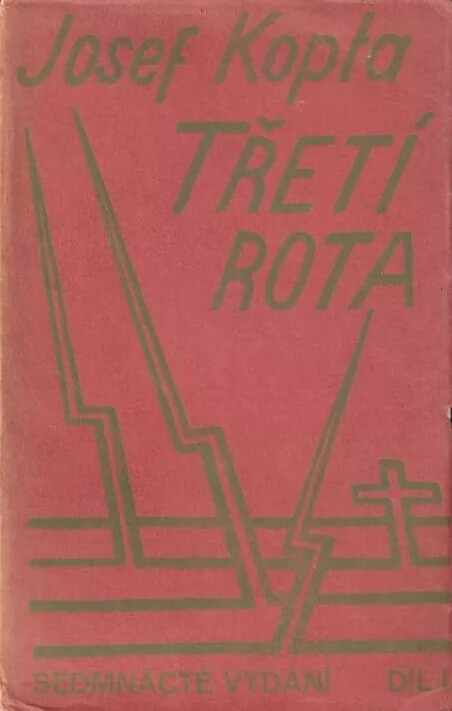 Josef Kopta
TŘETÍ
ROTA
SEDMNÁCTÉ VYDÁNÍ DÍL I